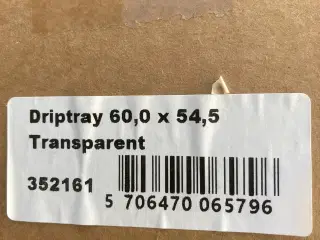 Driptray 60,0 x 54,5
Transparent
352161
5 706470 065796